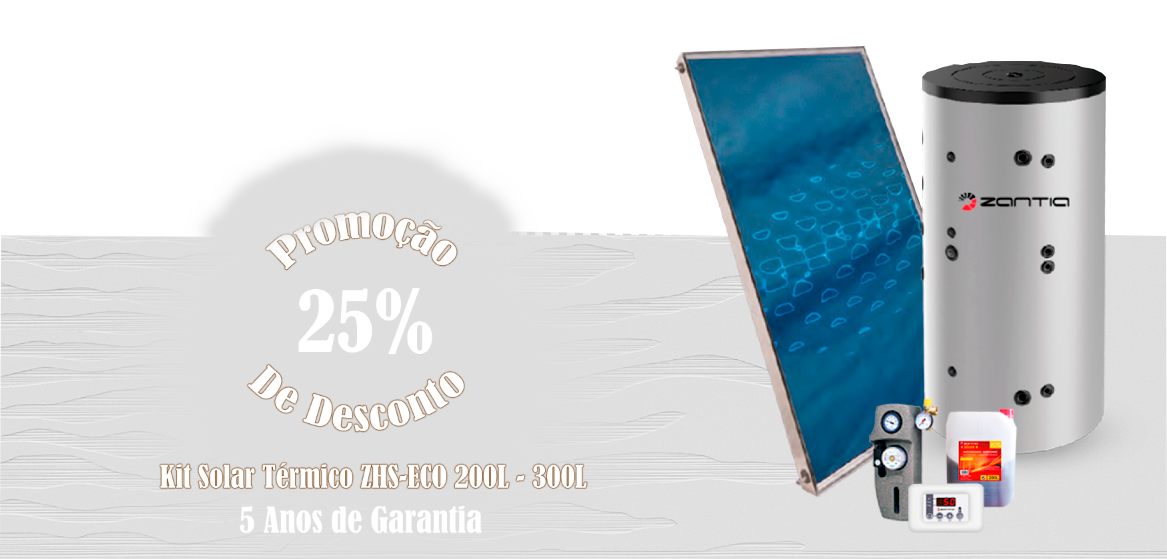 Promoção
25%
De Desconto
Kit Solar Térmico ZHS-ECO 200L - 300L
5 Anos de Garantia
ZANTIA